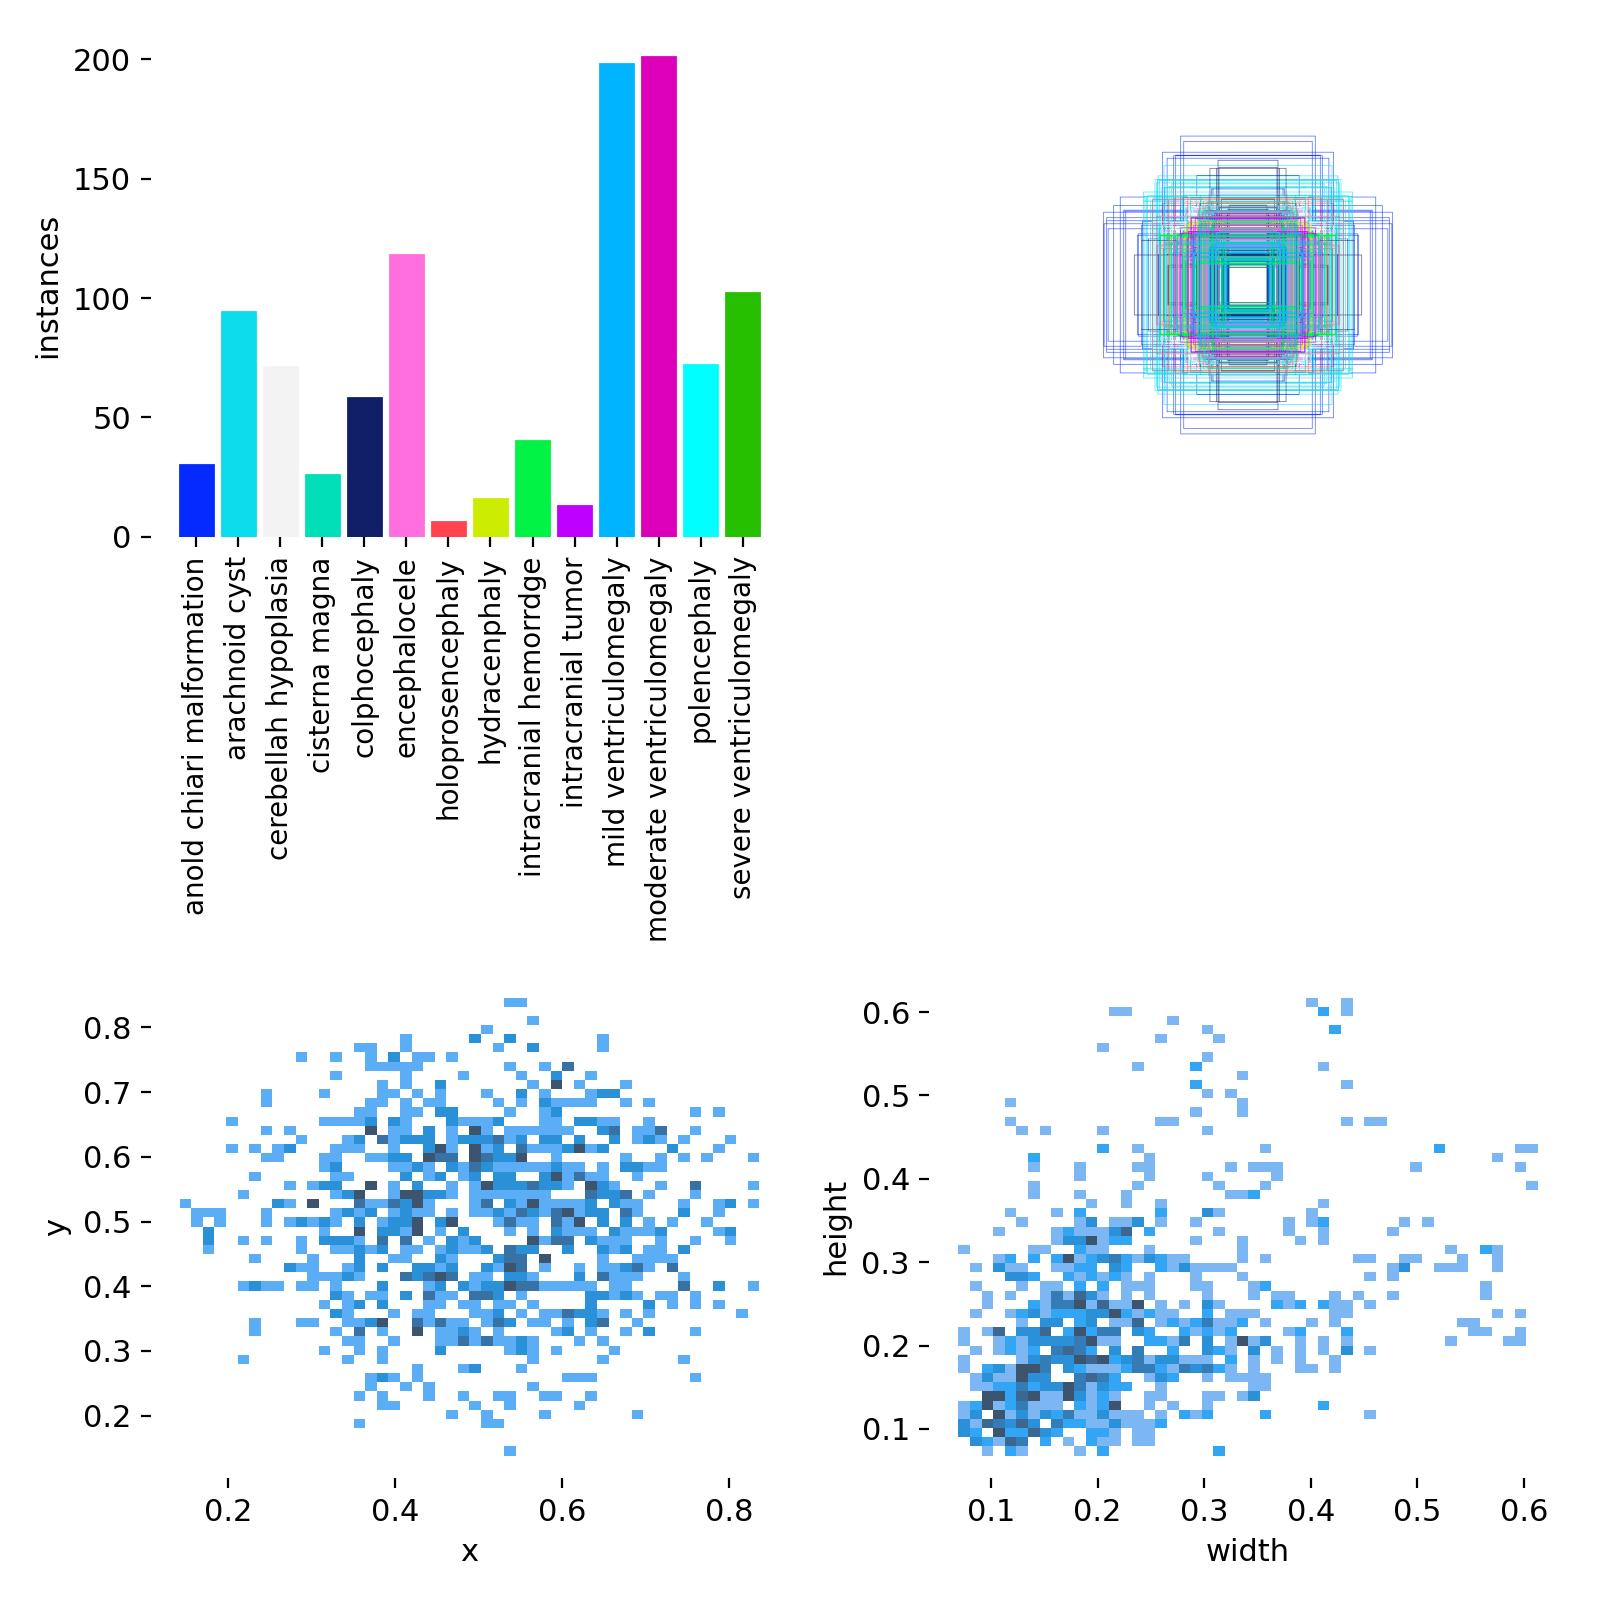 200
150
100
50
0
instances
anold chiari malformation
arachnoid cyst
cerebellah hypoplasia
cisterna magna
colphocephaly
encephalocele
holoprosencephaly
hydracenphaly
intracranial hemorrdge
intracranial tumor
mild ventriculomegaly
moderate ventriculomegaly
polencephaly
severe ventriculomegaly
0.8
0.7
0.6
0.5
0.4
0.3
0.2
y
0.2 0.4 0.6 0.8
x
0.6
0.5
0.4
0.3
0.2
0.1
height
0.1 0.2 0.3 0.4 0.5 0.6
width